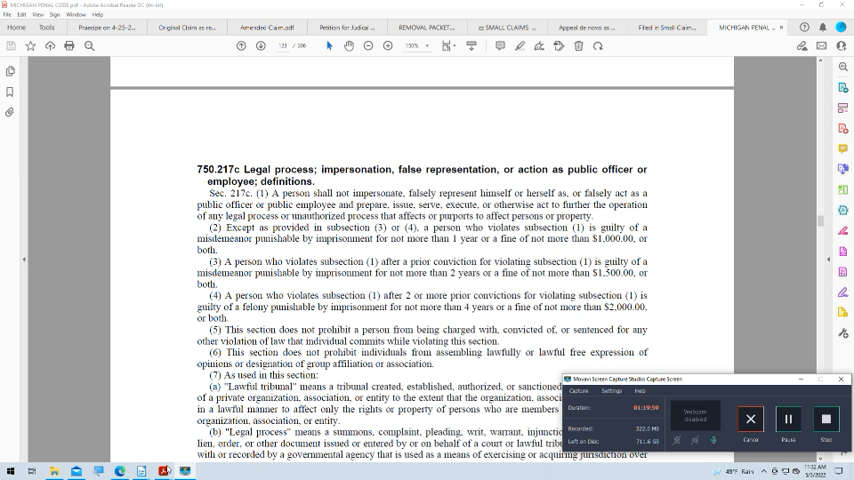 MICHIGAN PENAL CODE.pdf - Adobe Acrobat Reader DC (64-bit)
File Edit View Sign Window Help
Home Tools Praedipe on 4-25-2... Original Claim as re... Amended Claim.pdf Petition for Judical ... REMOVAL PACKET... zz SMALL CLAIMS ... Appeal de novo as ... Filled in Small-Claim... MICHIGAN PENAL ... ×
123 / 306 150%
750.217c Legal process; impersonation, false representation, or action as public officer or
employee; definitions.
Sec. 217c. (1) A person shall not impersonate, falsely represent himself or herself as, or falsely act as a
public officer or public employee and prepare, issue, serve, execute, or otherwise act to further the operation
of any legal process or unauthorized process that affects or purports to affect persons or property.
(2) Except as provided in subsection (3) or (4), a person who violates subsection (1) is guilty of a
misdemeanor punishable by imprisonment for not more than 1 year or a fine of not more than $1,000.00, or
both.
(3) A person who violates subsection (1) after a prior conviction for violating subsection (1) is guilty of a
misdemeanor punishable by imprisonment for not more than 2 years or a fine of not more than $1,500.00, or
both.
(4) A person who violates subsection (1) after 2 or more prior convictions for violating subsection (1) is
guilty of a felony punishable by imprisonment for not more than 4 years or a fine of not more than $2,000.00,
or both.
(5) This section does not prohibit a person from being charged with, convicted of, or sentenced for any
other violation of law that individual commits while violating this section.
(6) This section does not prohibit individuals from assembling lawfully or lawful free expression of
opinions or designation of group affiliation or association.
(7) As used in this section:
(a) "Lawful tribunal" means a tribunal created, established, authorized, or sanctioned
of a private organization, association, or entity to the extent that the organization, asso
in a lawful manner to affect only the rights or property of persons who are members
organization, association, or entity.
(b) "Legal process" means a summons, complaint, pleading, writ, warrant, injunctio
lien, order, or other document issued or entered by or on behalf of a court or lawful trib
with or recorded by a governmental agency that is used as a means of exercising or acquiring jurisdiction over
Movavi Screen Capture Studio: Capture Screen
Capture Settings Help
Duration: 01:19:59
Recorded: 322.0 MB
Left on Disk: 711.6 GB
Webcam
disabled
Cancel Pause Stop
48°F Rain
11:02 AM
5/3/2022